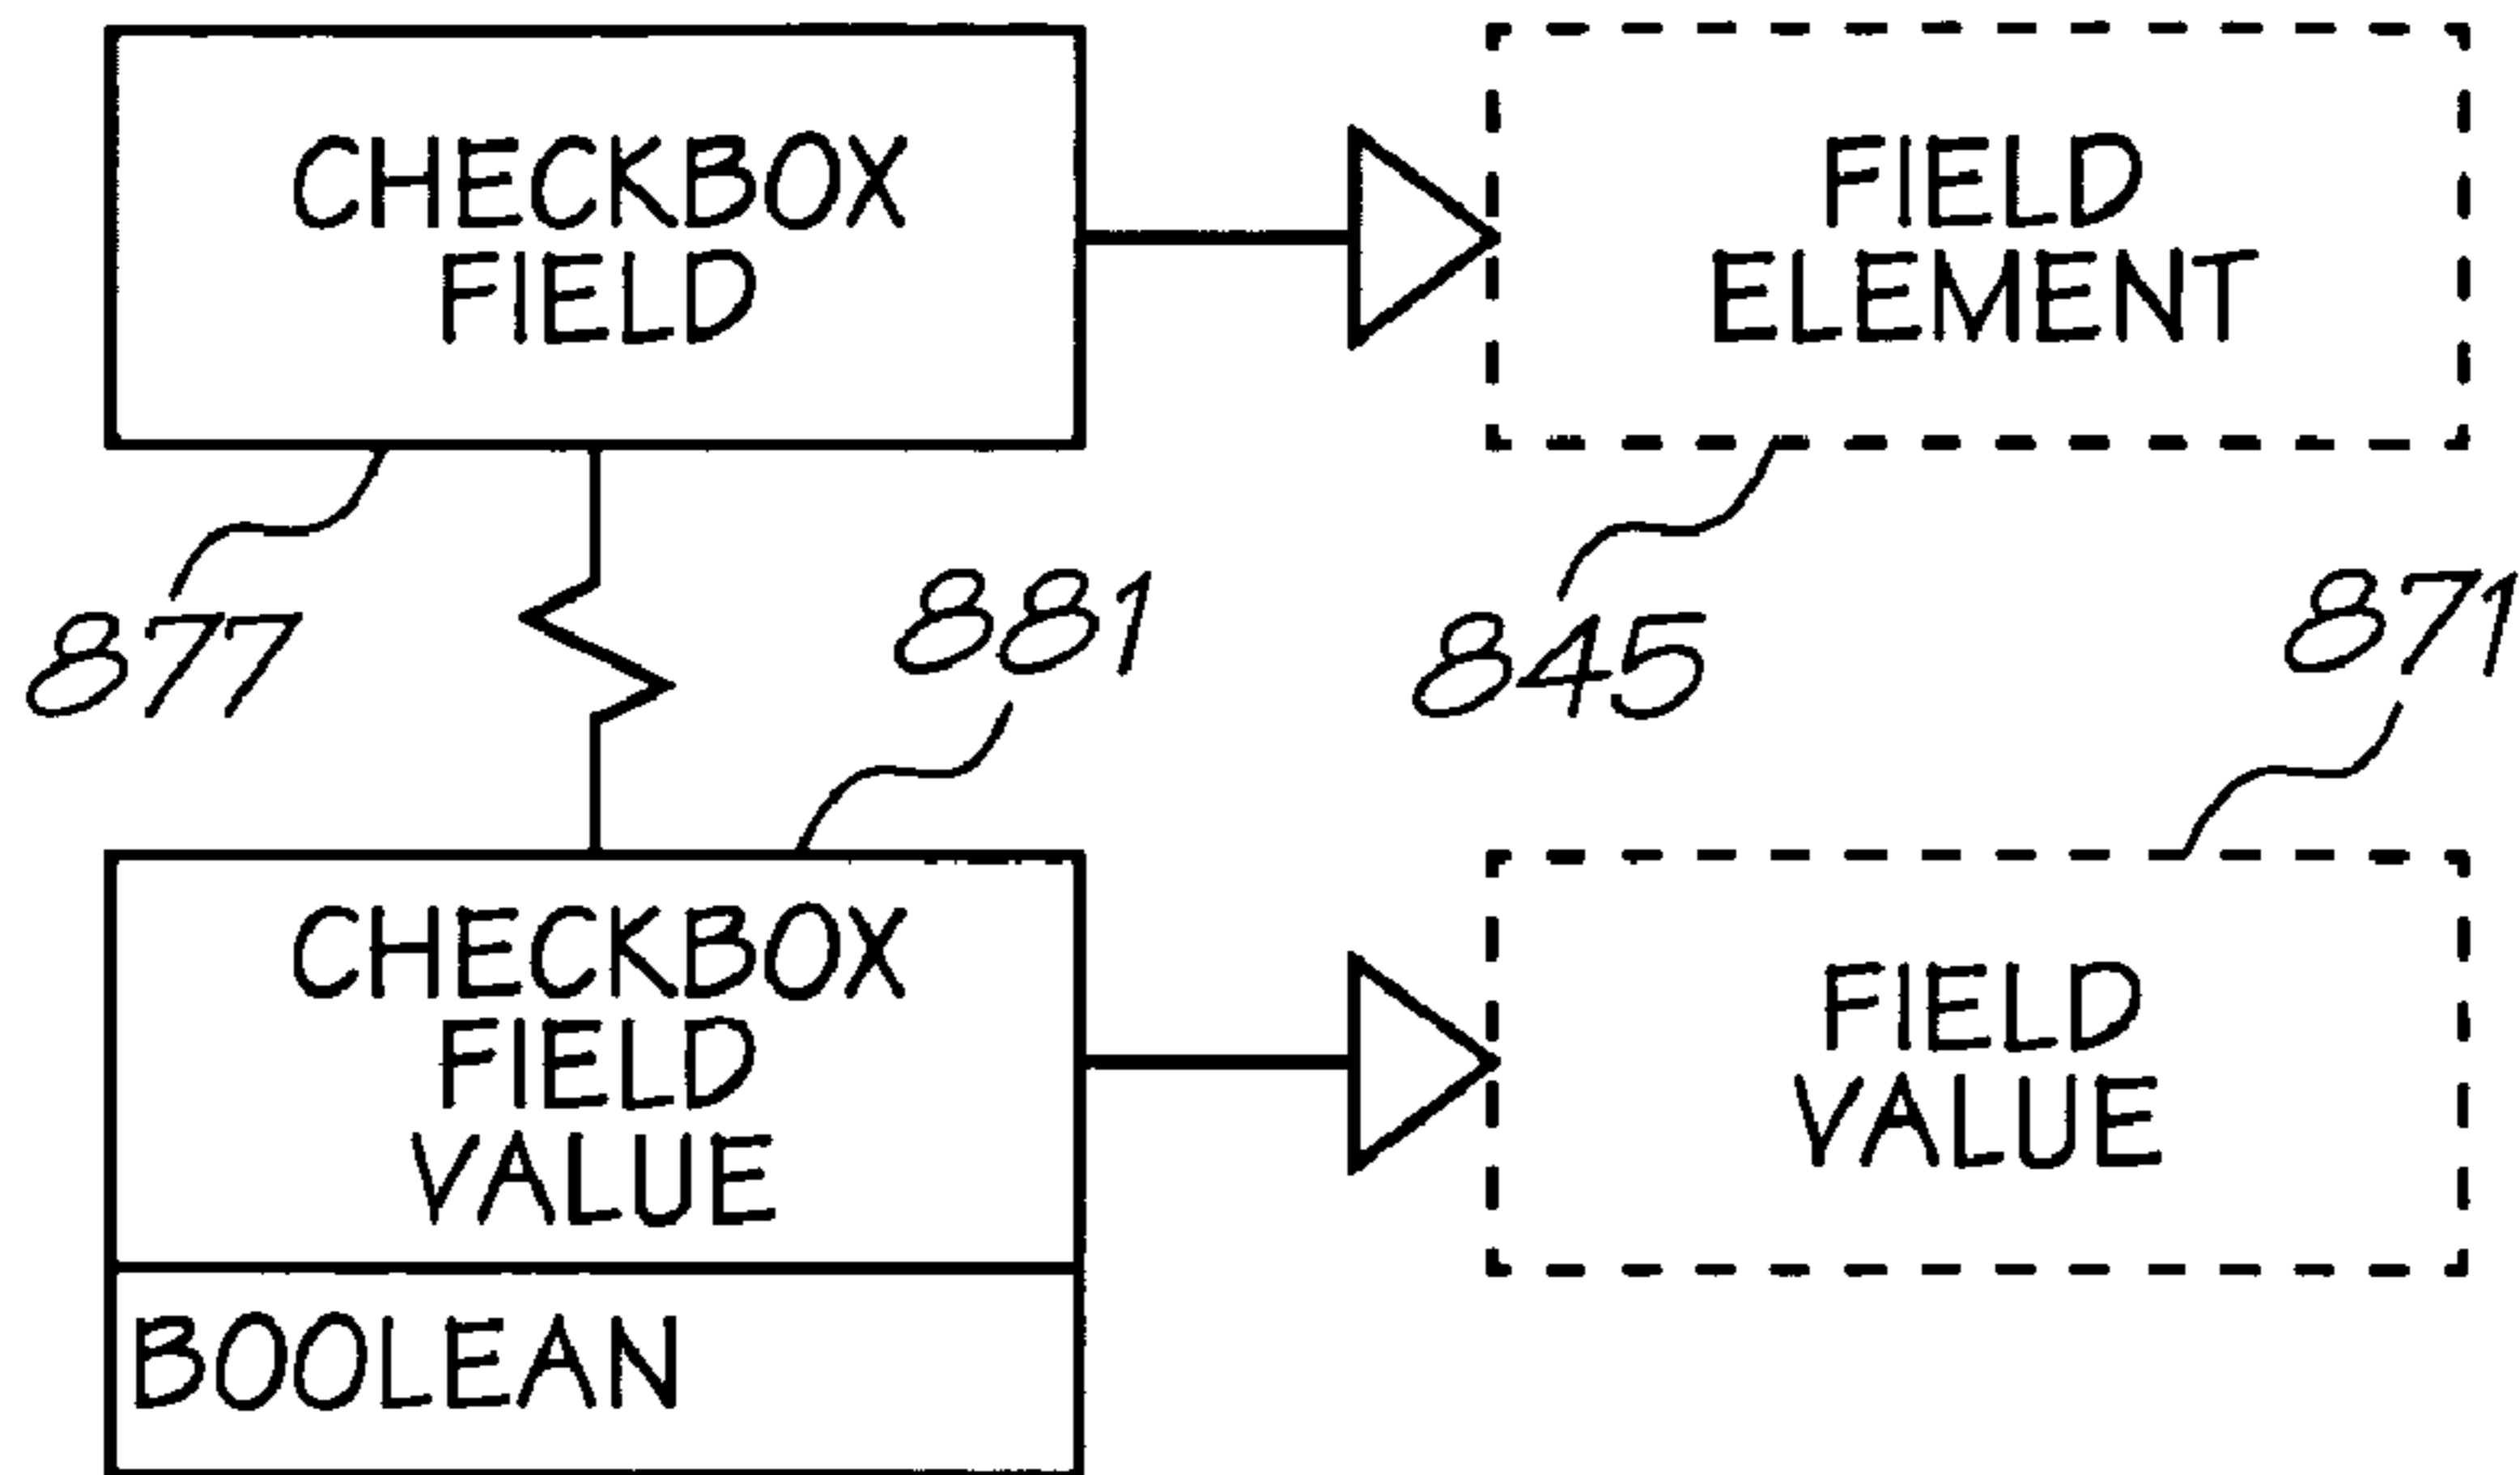 CHECKBOX
FIELD
FIELD
ELEMENT
877
881
845
871
CHECKBOX
FIELD
VALUE
BOOLEAN
FIELD
VALUE